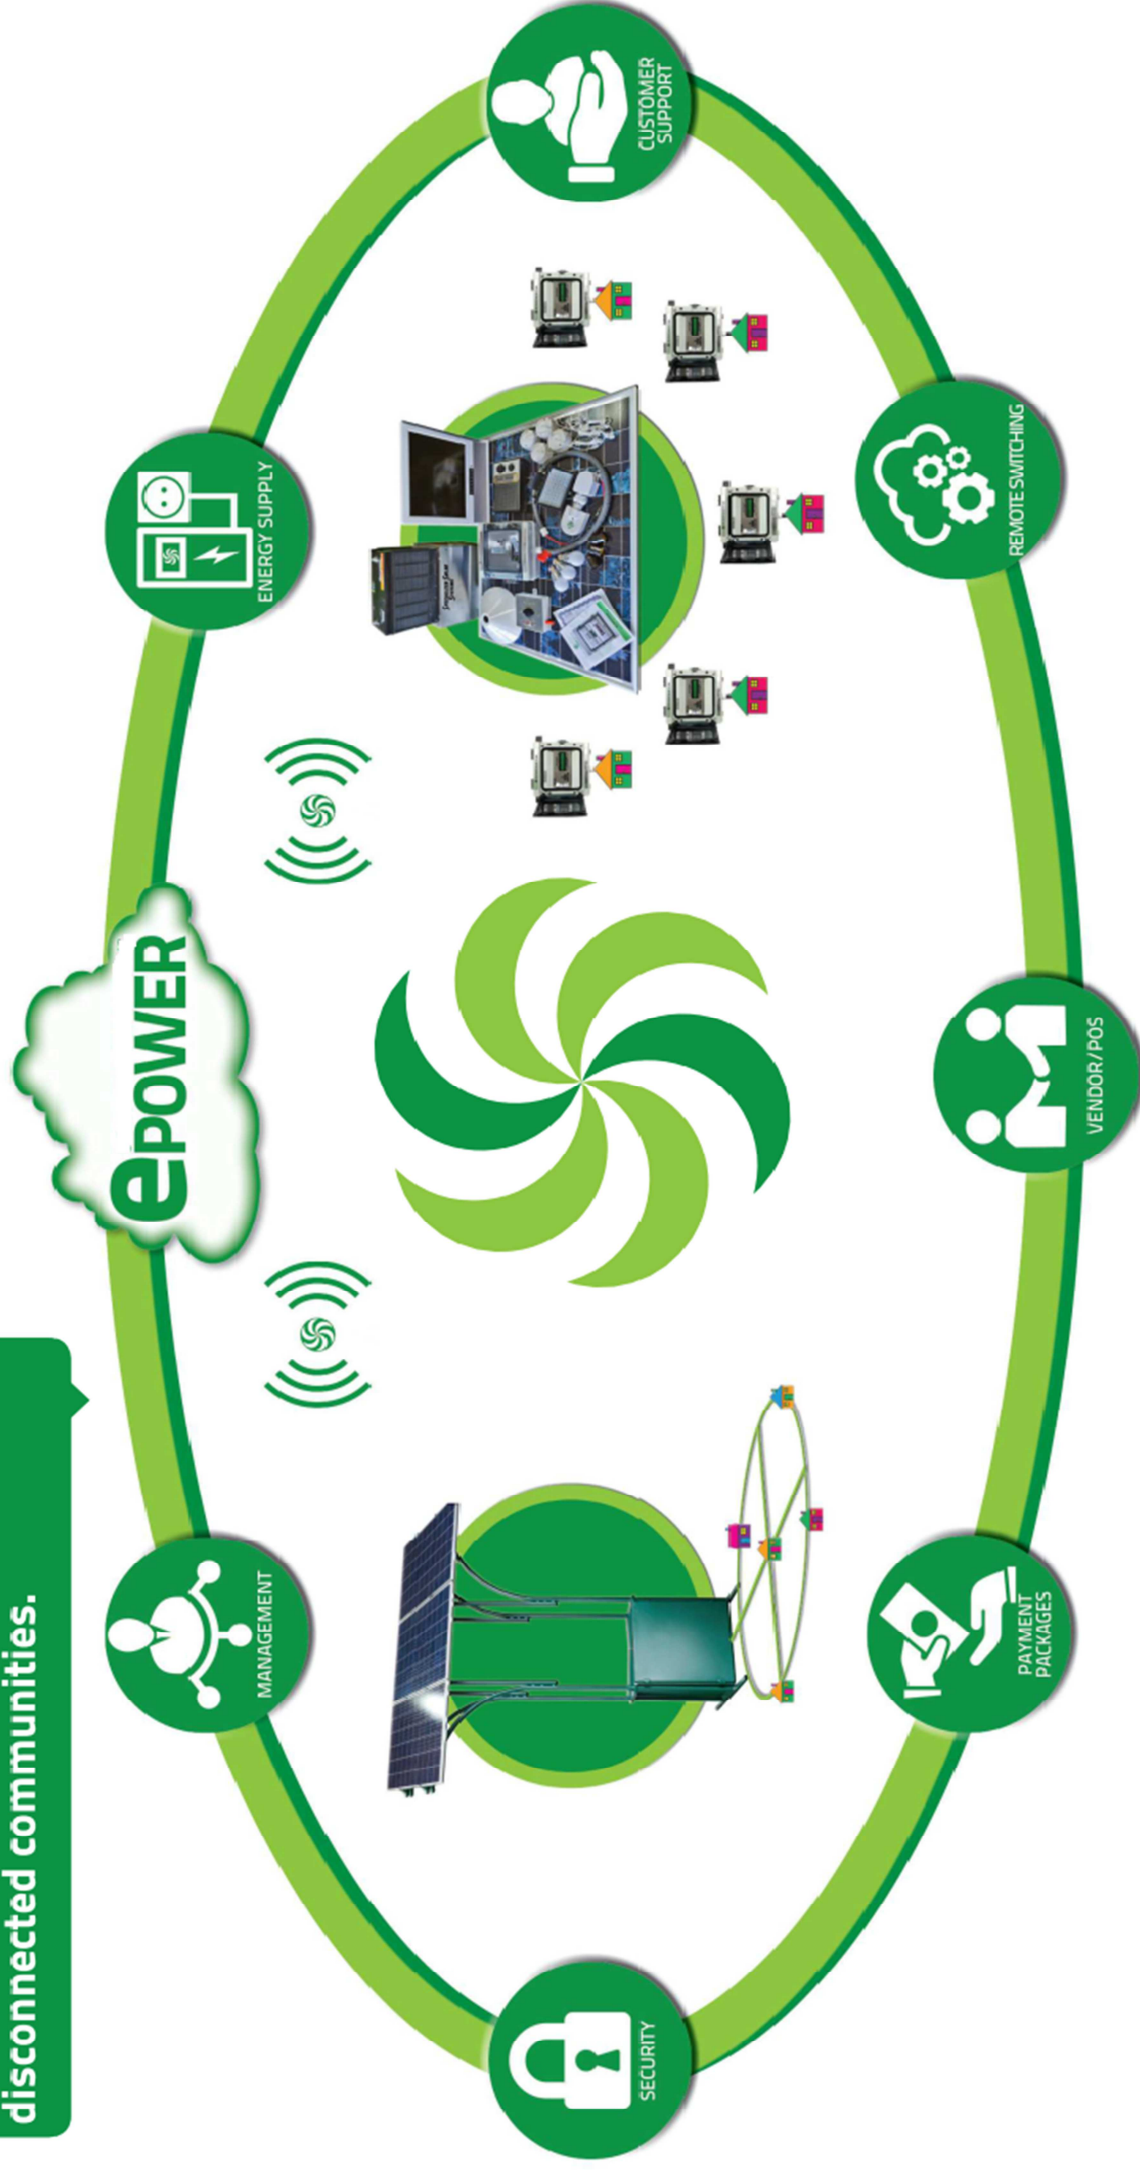 disconnected communities.
ePOWER
MANAGEMENT
ENERGY SUPPLY
SECURITY
CUSTOMER
SUPPORT
PAYMENT
PACKAGES
VENDOR/POS
REMOTE SWITCHING